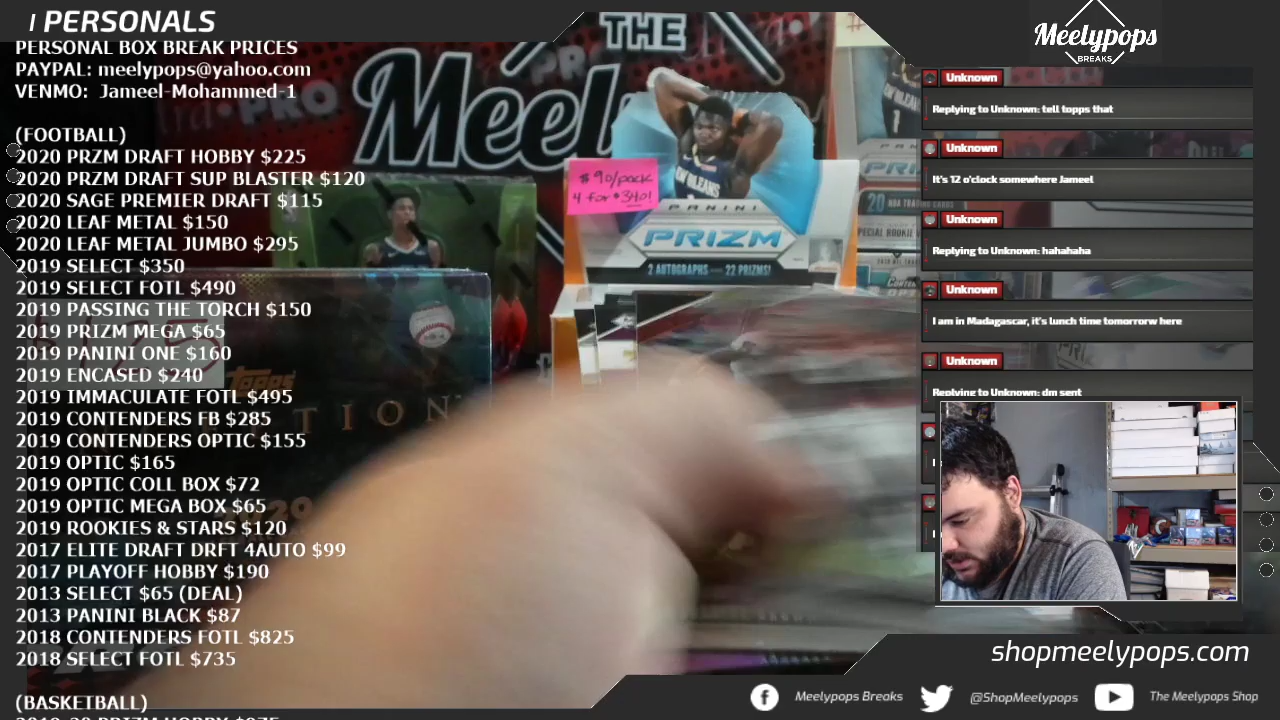 PERSONALS
PERSONAL BOX BREAK PRICES
PAYPAL: meelypops@yahoo.com
VENMO: Jameel-Mohammed-1
(FOOTBALL)
2020 PRZM DRAFT HOBBY $225
2020 PRZM DRAFT SUP BLASTER $120
2020 SAGE PREMIER DRAFT $115
2020 LEAF METAL $150
2020 LEAF METAL JUMBO $295
2019 SELECT $350
2019 SELECT FOTL $490
2019 PASSING THE TORCH $150
2019 PRIZM MEGA $65
2019 PANINI ONE $160
2019 ENCASED $240
2019 IMMACULATE FOTL $495
2019 CONTENDERS FB $285
2019 CONTENDERS OPTIC $155
2019 OPTIC $165
2019 OPTIC COLL BOX $72
2019 OPTIC MEGA BOX $65
2019 ROOKIES & STARS $120
2017 ELITE DRAFT DRFT 4AUTO $99
2017 PLAYOFF HOBBY $190
2013 SELECT $65 (DEAL)
2013 PANINI BLACK $87
2018 CONTENDERS FOTL $825
2018 SELECT FOTL $735
(BASKETBALL)
THE
Meel
$90/pack
4 for $340!
PANINI
PRIZM
2 AUTOGRAPHS 22 PRIZMS!
20 NBA TRADING CARDS
Topps
Meelypops
BREAKS
Unknown
Replying to Unknown: tell topps that
Unknown
It's 12 o'clock somewhere Jameel
Unknown
Replying to Unknown: hahahaha
Unknown
I am in Madagascar, it's lunch time tomorrorw here
Unknown
Replying to Unknown: dm sent
shopmeelypops.com
Meelypops Breaks
@ShopMeelypops
The Meelypops Shop